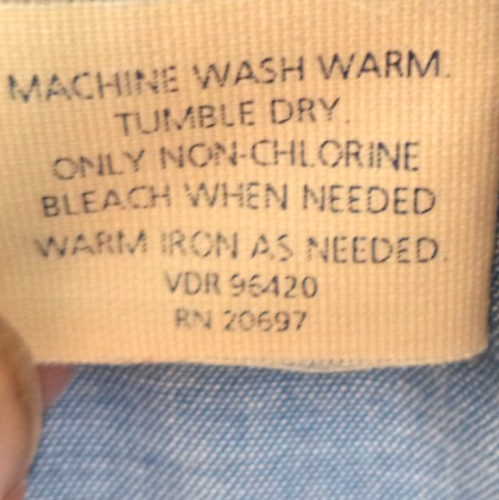 MACHINE WASH WARM.
TUMBLE DRY.
ONLY NON-CHLORINE
BLEACH WHEN NEEDED
WARM IRON AS NEEDED.
VDR 96420
RN 20697